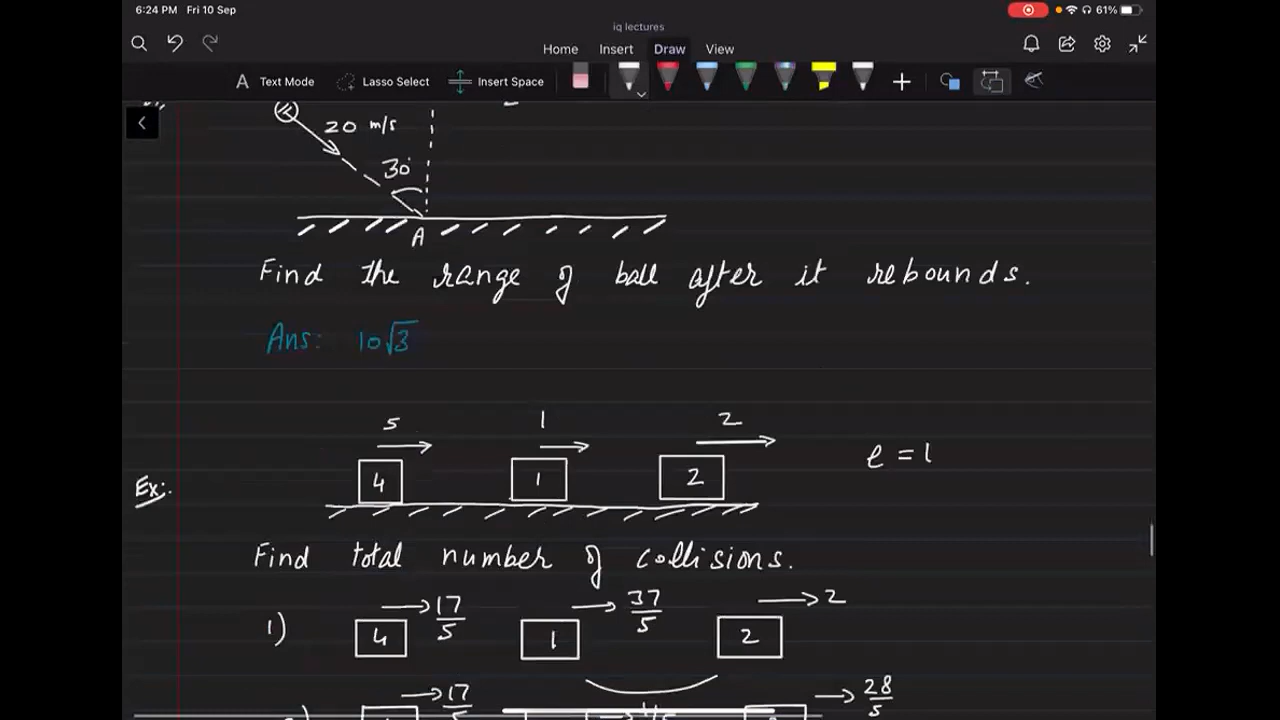 6:24 PM Fri 10 Sep
61%
iq lectures
Home Insert Draw View
A Text Mode Lasso Select Insert Space
20 m/s
30°
A
Find the range of ball after it rebounds.
Ans: 10√3
5 1 2
Ex:. 4 1 2 e = 1
Find total number of collisions.
1) 4 17/5 1 37/5 2 2
17/5 28/5